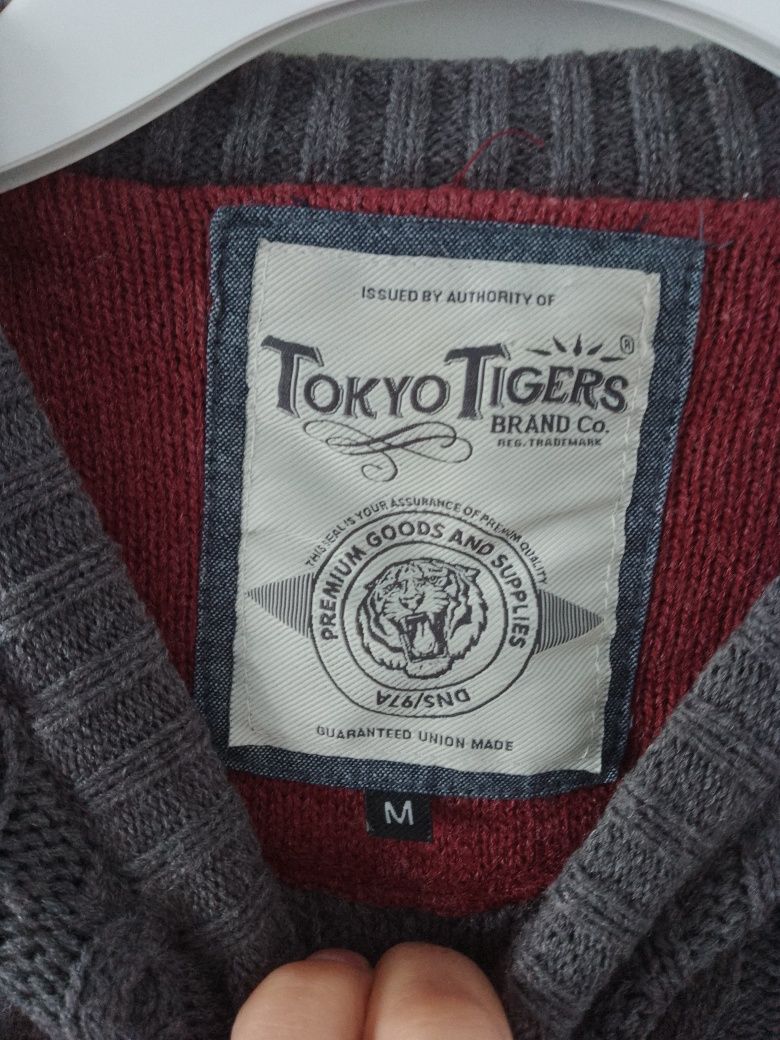 ISSUED BY AUTHORITY OF
TOKYO TIGERS ®
BRAND Co.
REG. TRADEMARK
THIS SEAL IS YOUR ASSURANCE OF PREMIUM QUALITY
PREMIUM GOODS AND SUPPLIES
DNS/97A
GUARANTEED UNION MADE
M